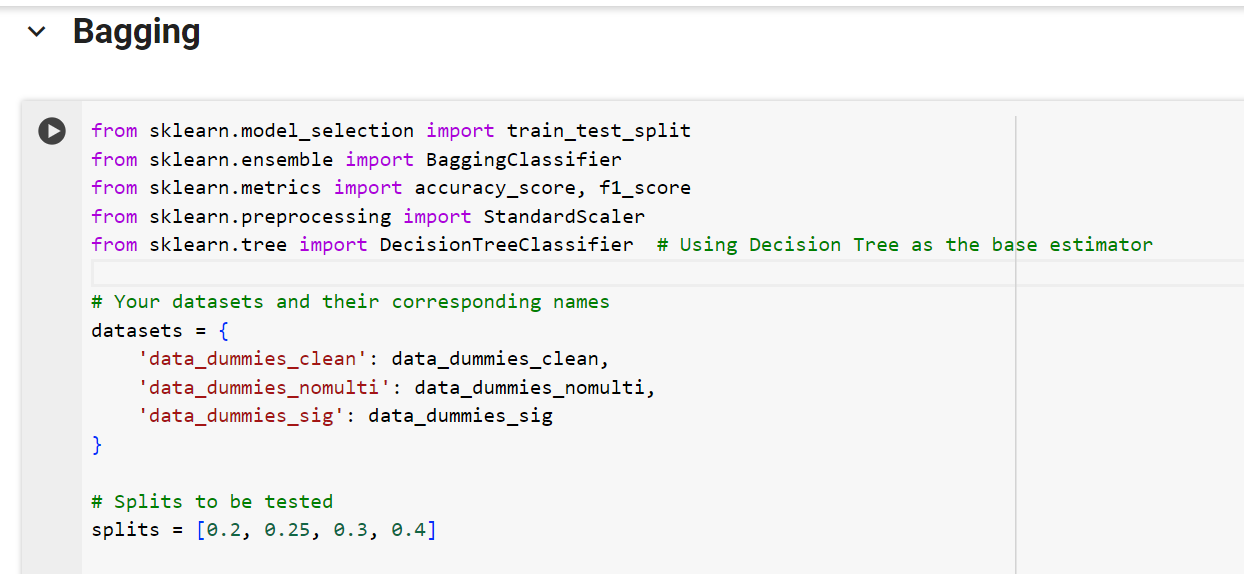 Bagging
from sklearn.model_selection import train_test_split
from sklearn.ensemble import BaggingClassifier
from sklearn.metrics import accuracy_score, f1_score
from sklearn.preprocessing import StandardScaler
from sklearn.tree import DecisionTreeClassifier  # Using Decision Tree as the base estimator
# Your datasets and their corresponding names
datasets = {
    'data_dummies_clean': data_dummies_clean,
    'data_dummies_nomulti': data_dummies_nomulti,
    'data_dummies_sig': data_dummies_sig
}
# Splits to be tested
splits = [0.2, 0.25, 0.3, 0.4]